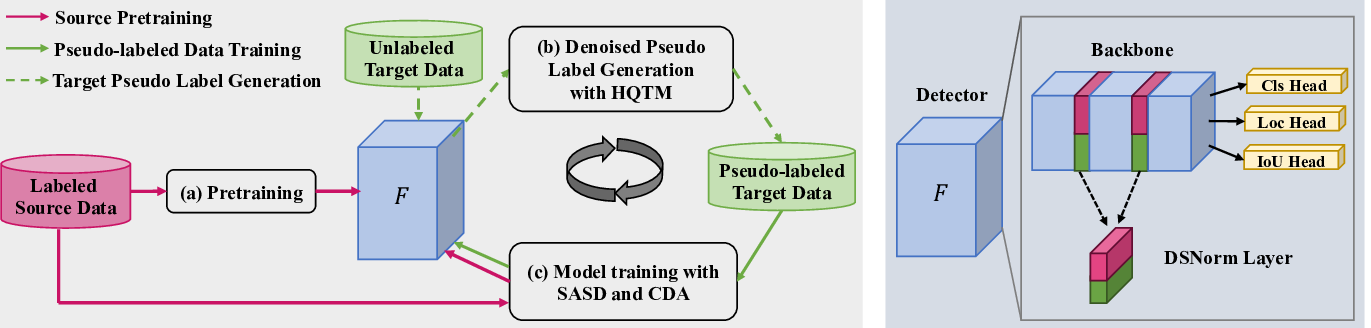 Source Pretraining
Pseudo-labeled Data Training
Target Pseudo Label Generation
Unlabeled
Target Data
(b) Denoised Pseudo
Label Generation
with HQTM
Labeled
Source Data
(a) Pretraining
F
Pseudo-labeled
Target Data
(c) Model training with
SASD and CDA
Detector
F
Backbone
Cls Head
Loc Head
IoU Head
DSNorm Layer